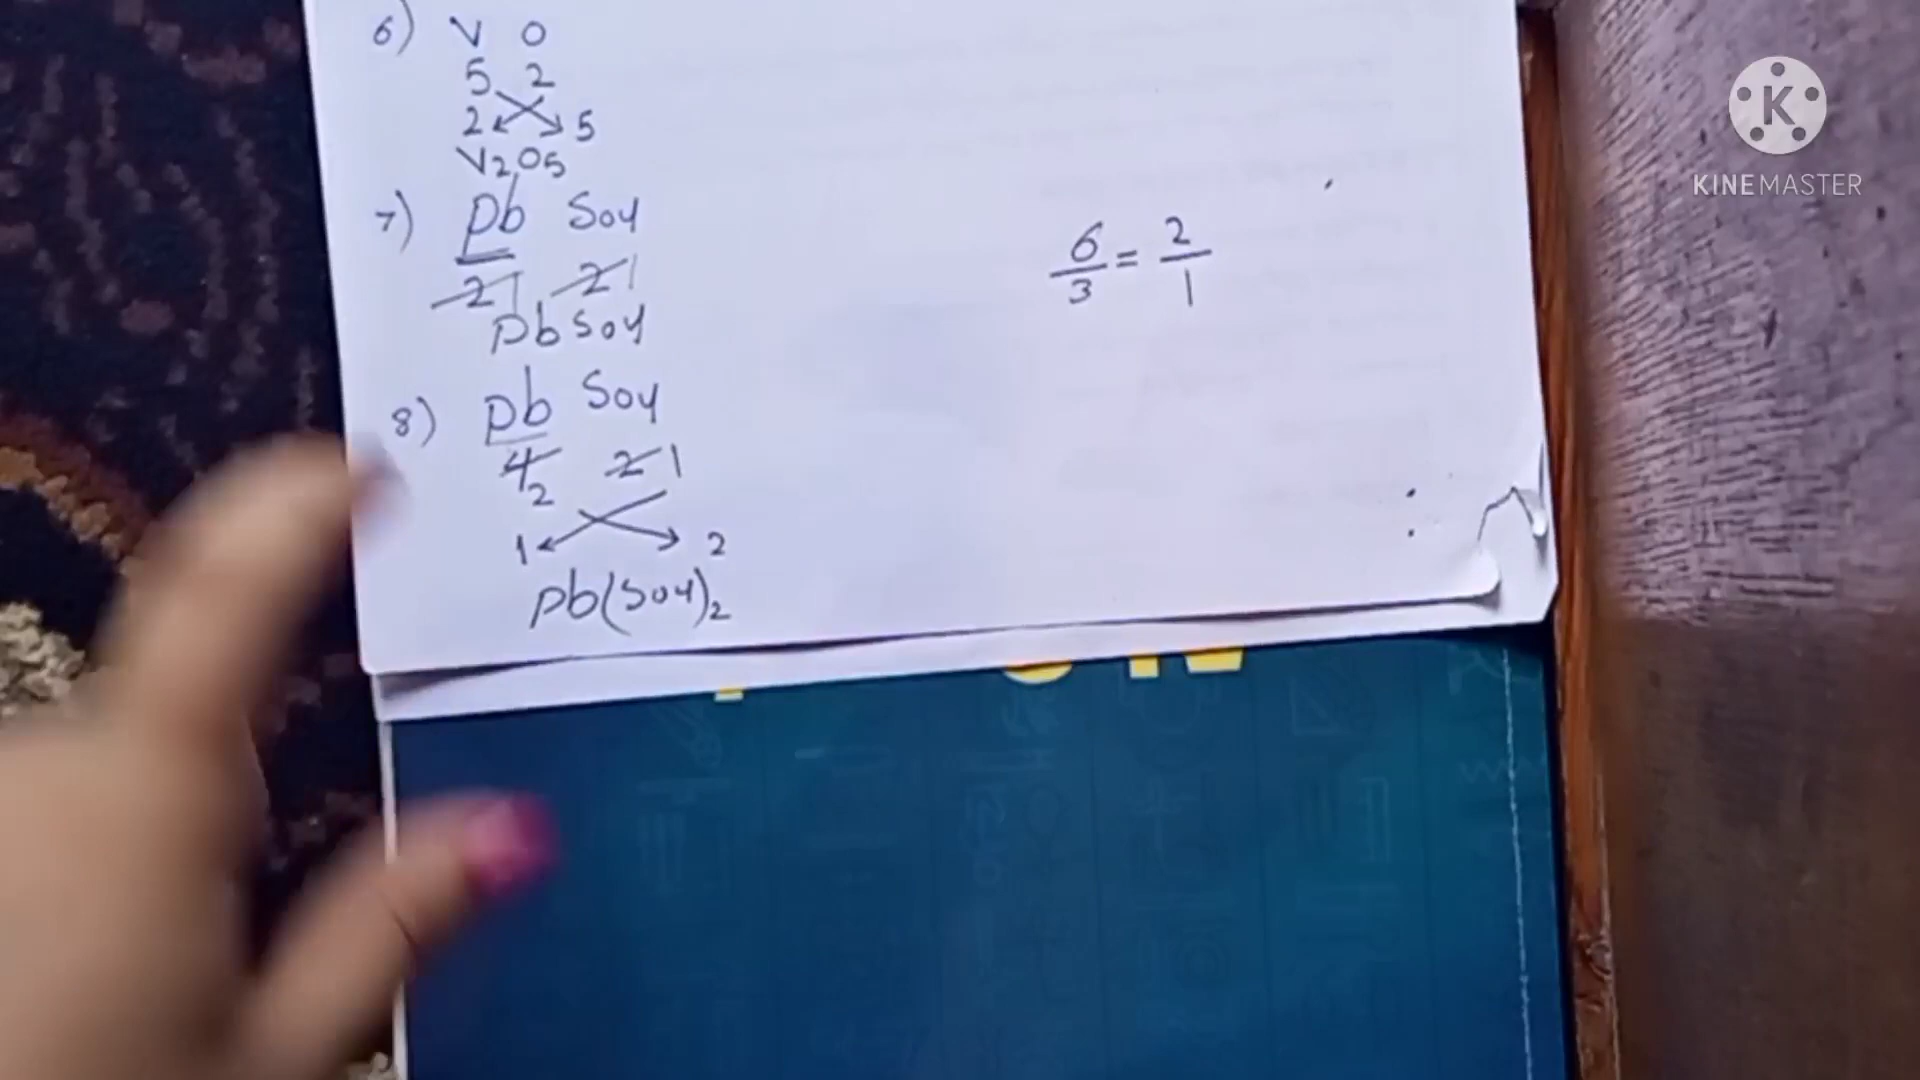 6) V O
5 2
2 5
V2O5
7) pb So4
2 1 2 1
pb So4
8) pb So4
4 2 2 1
1 2
pb(So4)2
6/3 = 2/1
K
KINEMASTER